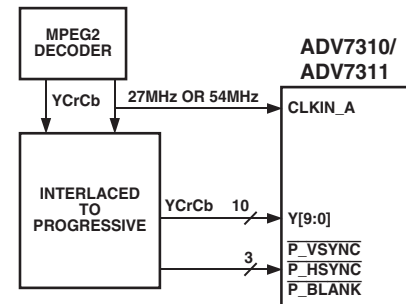 MPEG2
DECODER
ADV7310/
ADV7311
YCrCb
27MHz OR 54MHz
CLKIN_A
INTERLACED
TO
PROGRESSIVE
YCrCb
10
Y[9:0]
3
P_VSYNC
P_HSYNC
P_BLANK